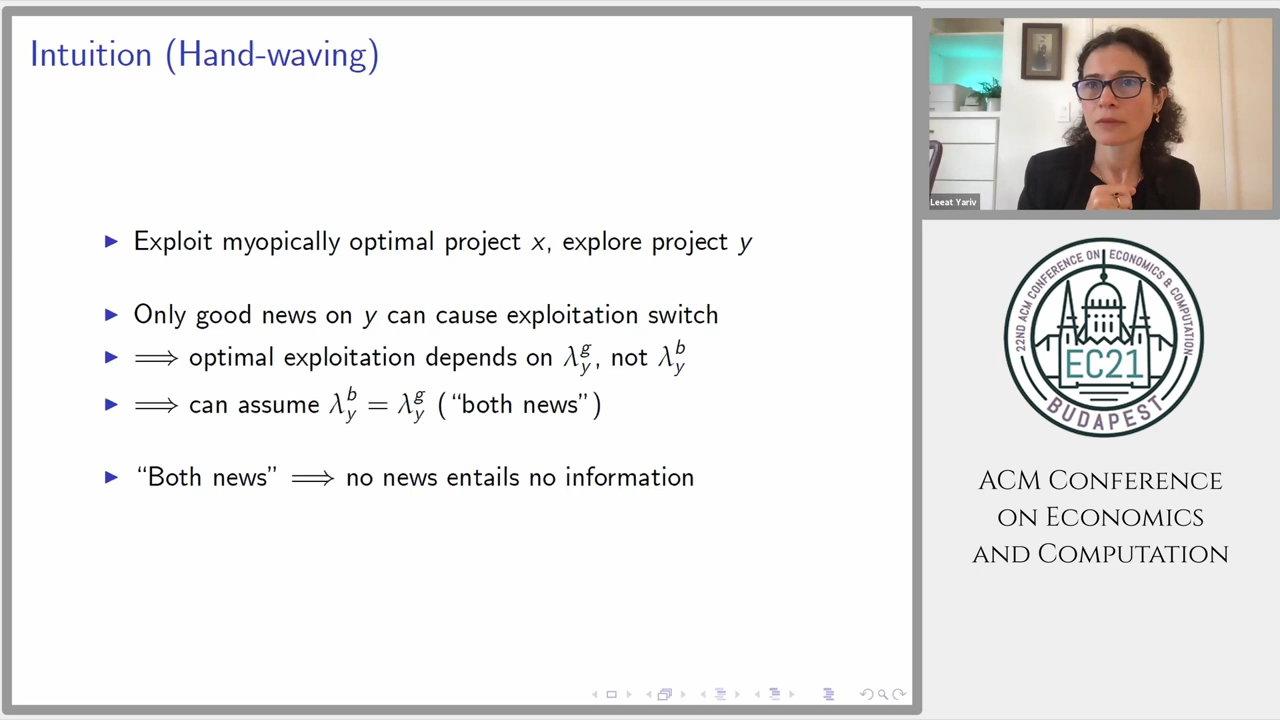 Intuition (Hand-waving)
▶ Exploit myopically optimal project x, explore project y
▶ Only good news on y can cause exploitation switch
▶ ⟹ optimal exploitation depends on λ_y^g, not λ_y^b
▶ ⟹ can assume λ_y^b = λ_y^g (“both news”)
▶ “Both news” ⟹ no news entails no information
Leeat Yariv
22ND ACM CONFERENCE ON ECONOMICS & COMPUTATION
EC21
BUDAPEST
ACM Conference
on Economics
and Computation